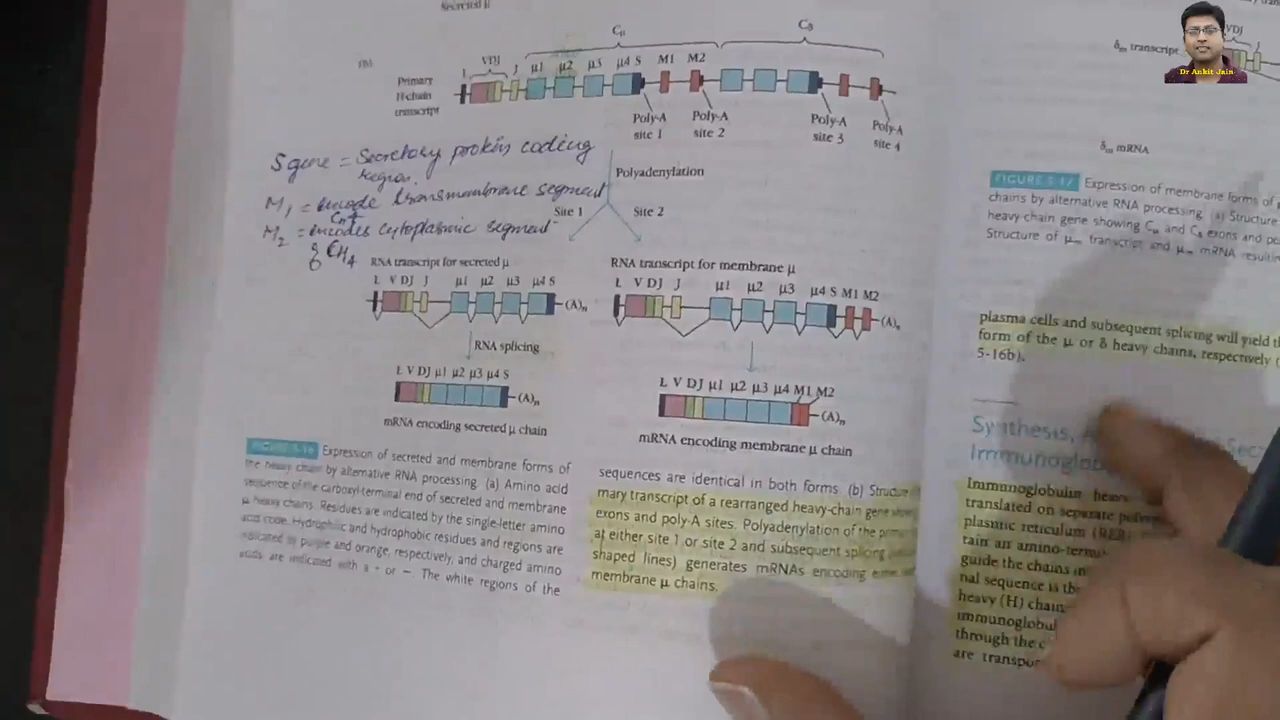 Secreted μ
Cμ
Cδ
(b)
Primary
H-chain
transcript
L VDJ J μ1 μ2 μ3 μ4 S M1 M2
Poly-A
site 1
Poly-A
site 2
Poly-A
site 3
Poly-A
site 4
S gene = Secretory protein coding
Region.
M1 = encode transmembrane segment
M2 = encodes cytoplasmic segment
CH4
Polyadenylation
Site 1
Site 2
RNA transcript for secreted μ
L V DJ J μ1 μ2 μ3 μ4 S
(A)n
RNA splicing
L V DJ μ1 μ2 μ3 μ4 S
(A)n
mRNA encoding secreted μ chain
RNA transcript for membrane μ
L V DJ J μ1 μ2 μ3 μ4 S M1 M2
(A)n
L V DJ μ1 μ2 μ3 μ4 M1 M2
(A)n
mRNA encoding membrane μ chain
FIGURE 5-16 Expression of secreted and membrane forms of
the heavy chain by alternative RNA processing. (a) Amino acid
sequence of the carboxyl-terminal end of secreted and membrane
μ heavy chains. Residues are indicated by the single-letter amino
acid code. Hydrophilic and hydrophobic residues and regions are
indicated by purple and orange, respectively, and charged amino
acids are indicated with a + or −. The white regions of the
sequences are identical in both forms. (b) Structure
mary transcript of a rearranged heavy-chain gene
exons and poly-A sites. Polyadenylation of the
at either site 1 or site 2 and subsequent splicing
shaped lines) generates mRNAs encoding
membrane μ chains.
Dr Ankit Jain
VDJ
J
δm transcript
δm mRNA
FIGURE 5-17 Expression of membrane forms of
chains by alternative RNA processing. (a) Structure
heavy-chain gene showing Cμ and Cδ exons and
Structure of μm transcript and μm mRNA
plasma cells and subsequent splicing will yield
form of the μ or δ heavy chains, respectively
5-16b).
Synthesis,
Immunoglob
Immunoglobulin
translated on separate
plasmic reticulum (RER)
tain an amino-term
guide the chains
nal sequence is
heavy (H) chain
immunoglobul
through the
are transpor